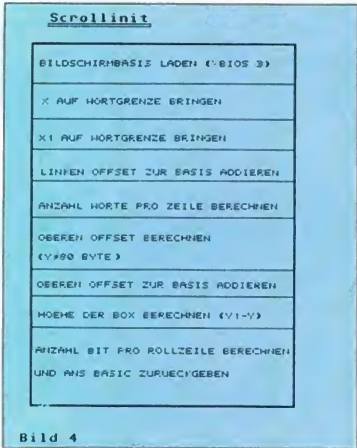 Scrollinit
BILDSCHIRMBASIS LADEN (XBIOS 3)
X AUF WORTGRENZE BRINGEN
X1 AUF WORTGRENZE BRINGEN
LINKEN OFFSET ZUR BASIS ADDIEREN
ANZAHL WORTE PRO ZEILE BERECHNEN
OBEREN OFFSET BERECHNEN
(Y*80 BYTE)
OBEREN OFFSET ZUR BASIS ADDIEREN
HOEHE DER BOX BERECHNEN (Y1-Y)
ANZAHL BIT PRO ROLLZEILE BERECHNEN
UND ANS BASIC ZURUECKGEBEN
Bild 4